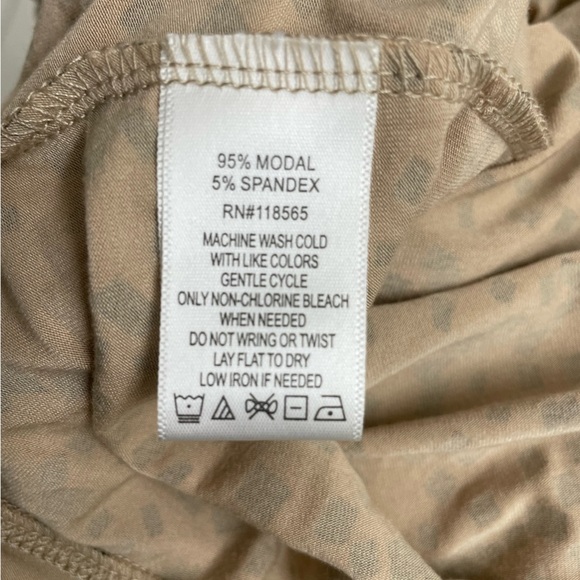 95% MODAL
5% SPANDEX
RN#118565
MACHINE WASH COLD
WITH LIKE COLORS
GENTLE CYCLE
ONLY NON-CHLORINE BLEACH
WHEN NEEDED
DO NOT WRING OR TWIST
LAY FLAT TO DRY
LOW IRON IF NEEDED